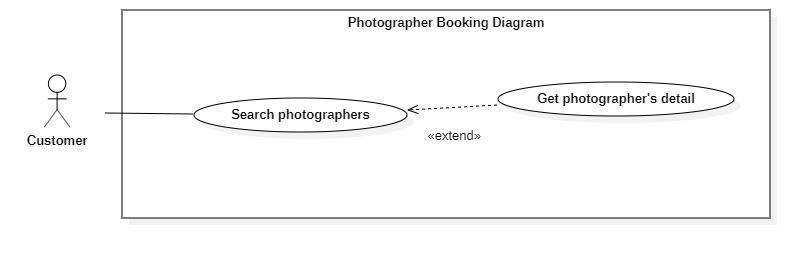 Photographer Booking Diagram
Get photographer's detail
Search photographers
«extend»
Customer